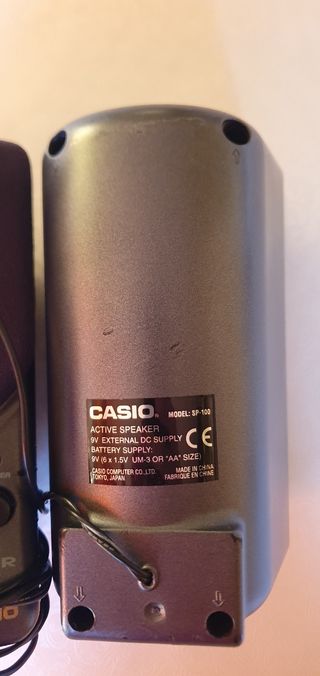 CASIO® MODEL: SP-100
ACTIVE SPEAKER
9V EXTERNAL DC SUPPLY CE
BATTERY SUPPLY:
9V (6 x 1.5V UM-3 OR "AA" SIZE)
CASIO COMPUTER CO.,LTD. MADE IN CHINA
TOKYO, JAPAN FABRIQUE EN CHINE